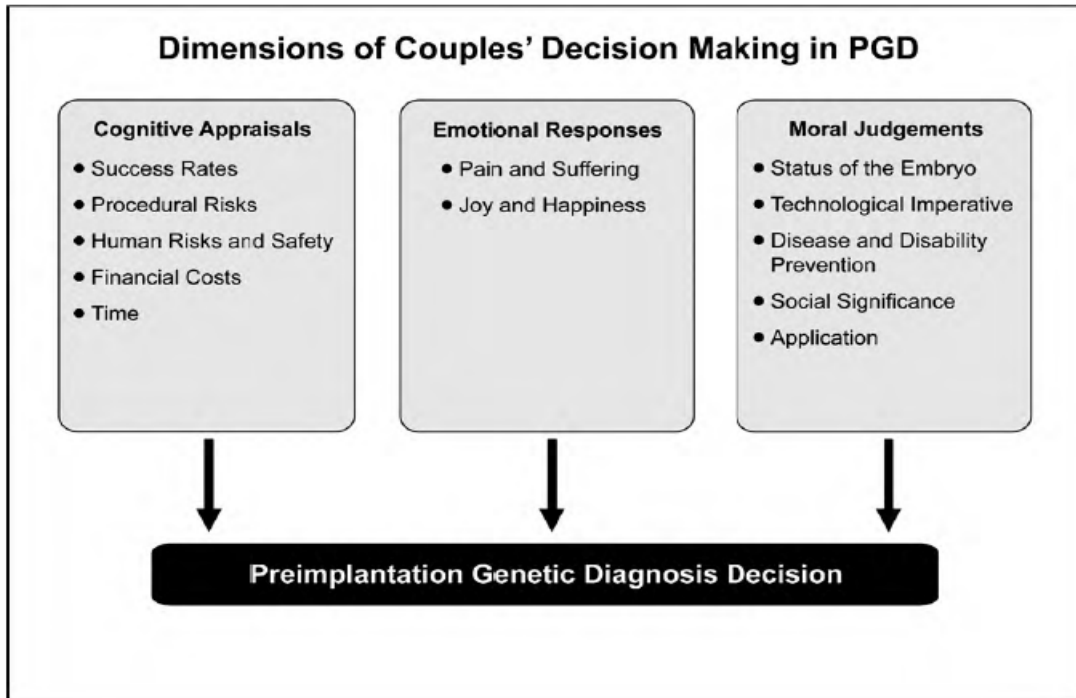 Dimensions of Couples’ Decision Making in PGD
Cognitive Appraisals
• Success Rates
• Procedural Risks
• Human Risks and Safety
• Financial Costs
• Time
Emotional Responses
• Pain and Suffering
• Joy and Happiness
Moral Judgements
• Status of the Embryo
• Technological Imperative
• Disease and Disability
Prevention
• Social Significance
• Application
Preimplantation Genetic Diagnosis Decision